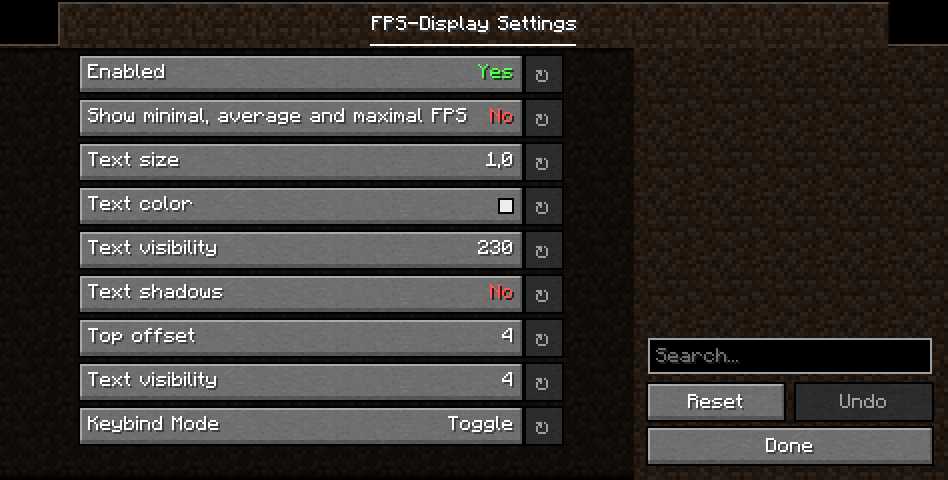 FPS-Display Settings
Enabled Yes
Show minimal, average and maximal FPS No
Text size 1,0
Text color
Text visibility 230
Text shadows No
Top offset 4
Text visibility 4
Keybind Mode Toggle
Search...
Reset Undo
Done